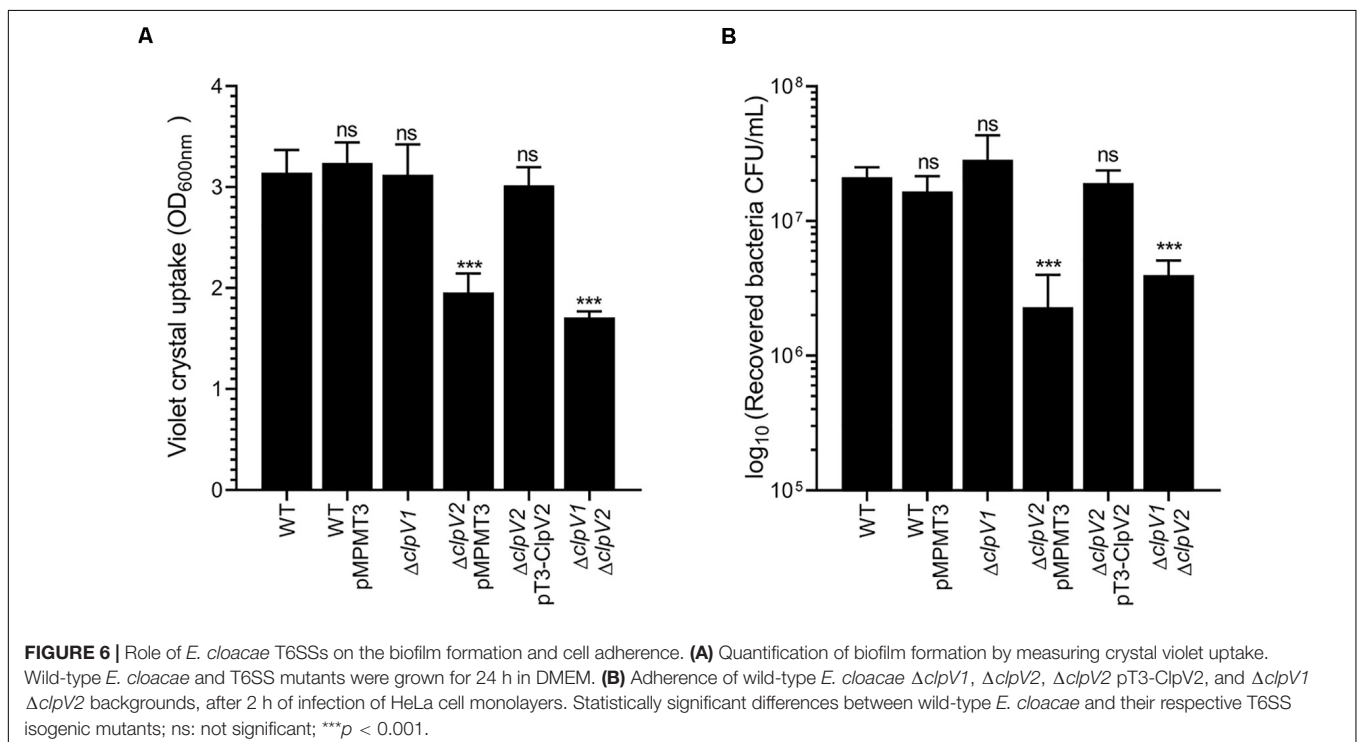 A
Violet crystal uptake (OD600nm)
4
3
2
1
0
ns
ns
***
ns
***
WT
WT
pMPMT3
ΔclpV1
ΔclpV2
pMPMT3
ΔclpV2
pT3-ClpV2
ΔclpV1
ΔclpV2
B
log10 (Recovered bacteria CFU/mL)
10^8
10^7
10^6
10^5
ns
ns
***
ns
***
WT
WT
pMPMT3
ΔclpV1
ΔclpV2
pMPMT3
ΔclpV2
pT3-ClpV2
ΔclpV1
ΔclpV2
FIGURE 6 | Role of E. cloacae T6SSs on the biofilm formation and cell adherence. (A) Quantification of biofilm formation by measuring crystal violet uptake.
Wild-type E. cloacae and T6SS mutants were grown for 24 h in DMEM. (B) Adherence of wild-type E. cloacae ΔclpV1, ΔclpV2, ΔclpV2 pT3-ClpV2, and ΔclpV1
ΔclpV2 backgrounds, after 2 h of infection of HeLa cell monolayers. Statistically significant differences between wild-type E. cloacae and their respective T6SS
isogenic mutants; ns: not significant; ***p < 0.001.